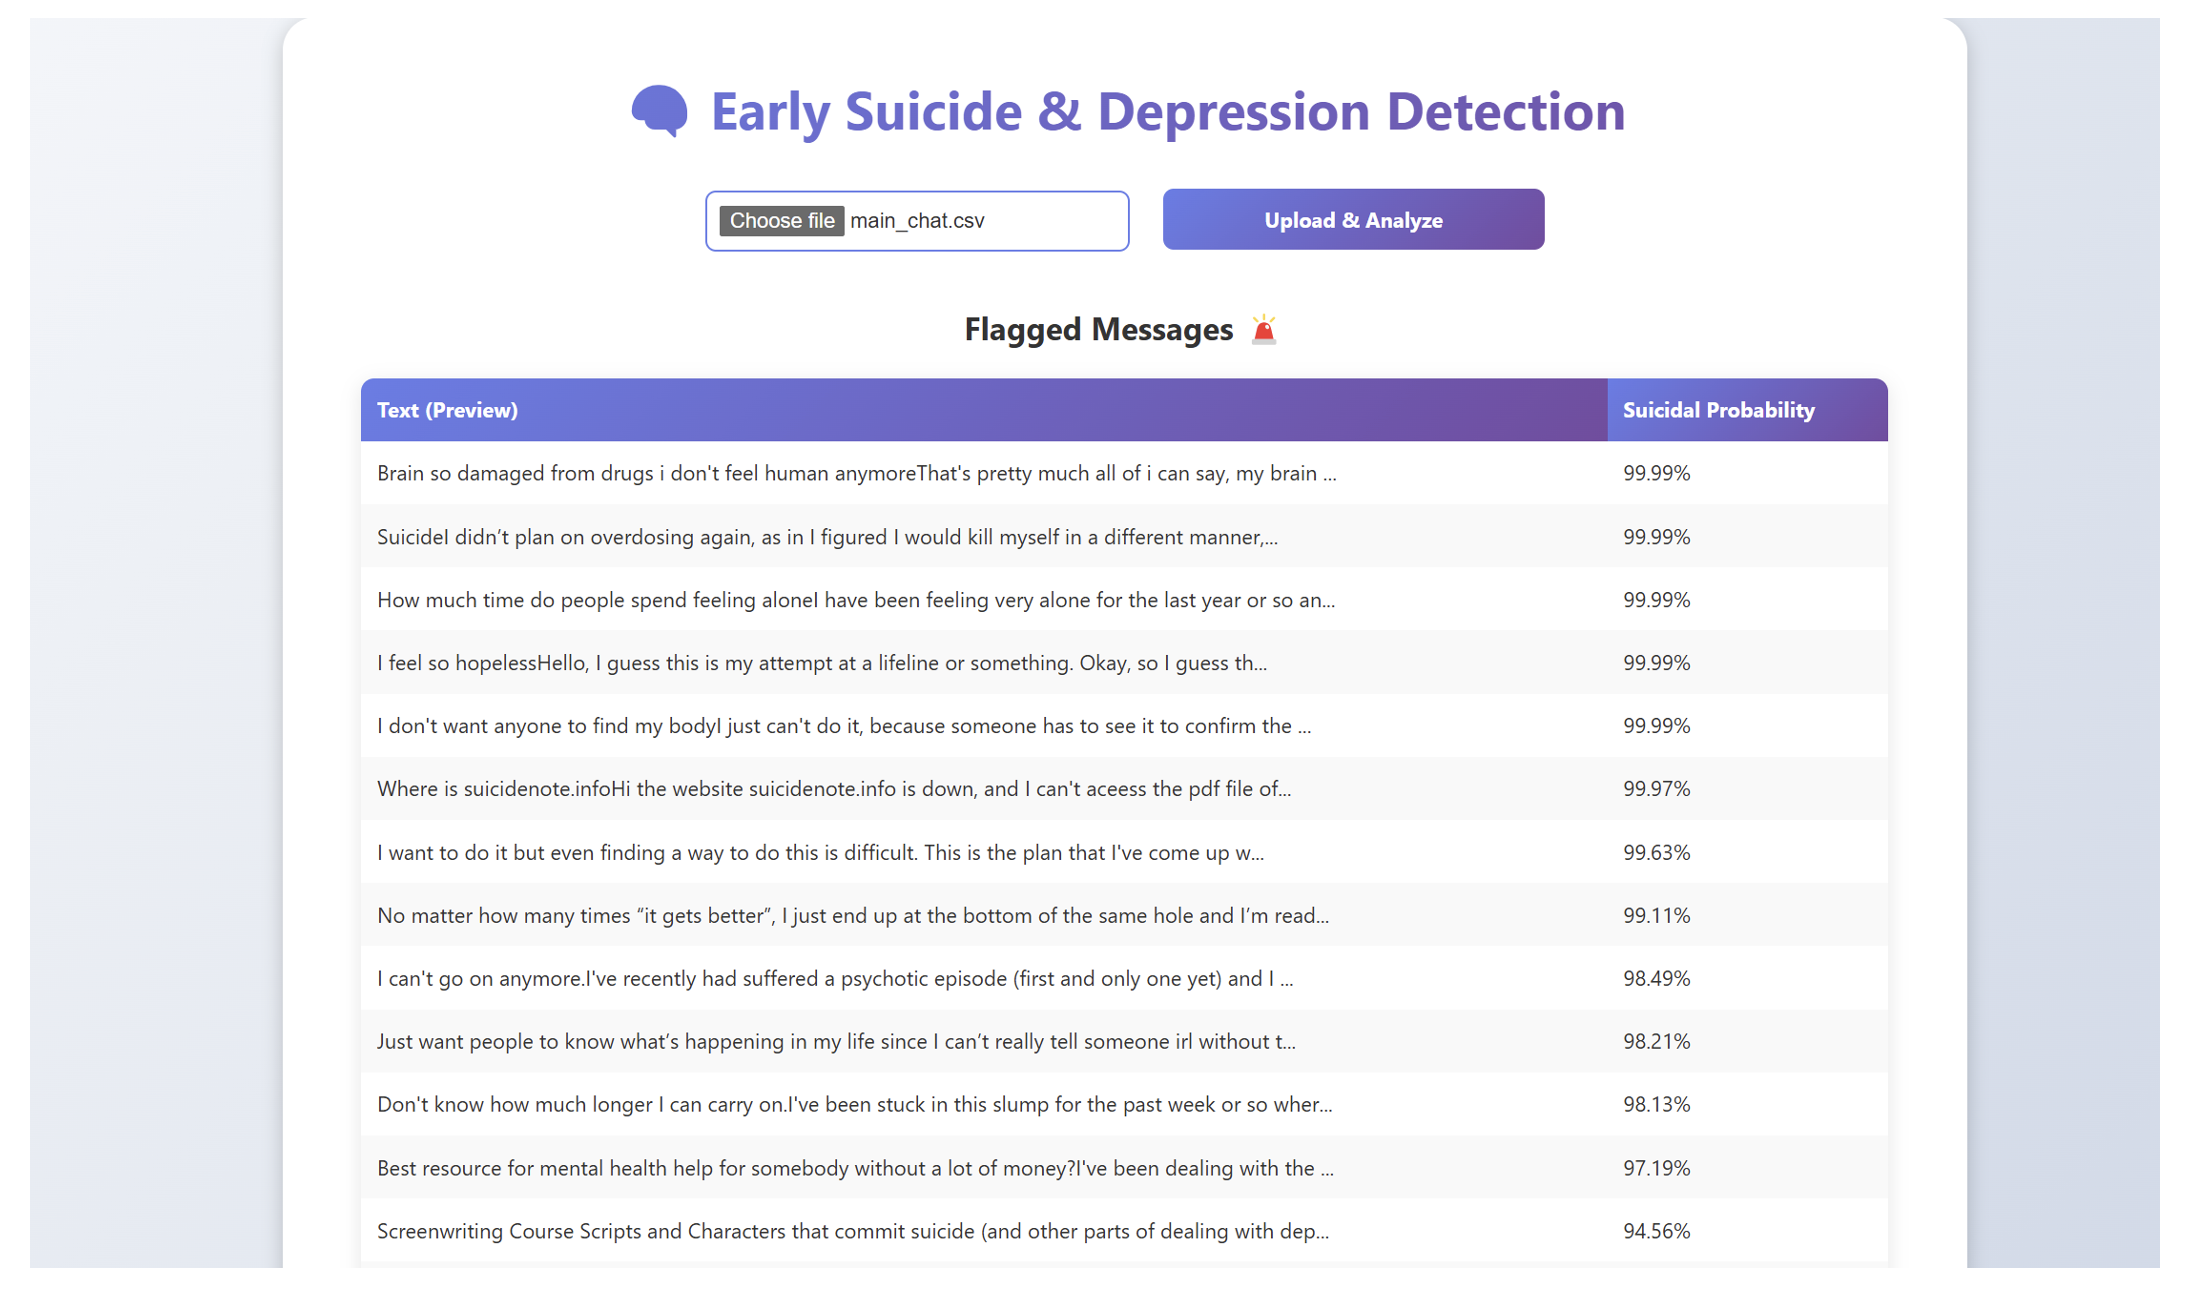 Early Suicide & Depression Detection
Choose file main_chat.csv
Upload & Analyze
Flagged Messages
Text (Preview) Suicidal Probability
Brain so damaged from drugs i don't feel human anymoreThat's pretty much all of i can say, my brain ... 99.99%
SuicideI didn’t plan on overdosing again, as in I figured I would kill myself in a different manner,... 99.99%
How much time do people spend feeling aloneI have been feeling very alone for the last year or so an... 99.99%
I feel so hopelessHello, I guess this is my attempt at a lifeline or something. Okay, so I guess th... 99.99%
I don't want anyone to find my bodyI just can't do it, because someone has to see it to confirm the ... 99.99%
Where is suicidenote.infoHi the website suicidenote.info is down, and I can't aceess the pdf file of... 99.97%
I want to do it but even finding a way to do this is difficult. This is the plan that I've come up w... 99.63%
No matter how many times “it gets better”, I just end up at the bottom of the same hole and I’m read... 99.11%
I can't go on anymore.I've recently had suffered a psychotic episode (first and only one yet) and I ... 98.49%
Just want people to know what’s happening in my life since I can’t really tell someone irl without t... 98.21%
Don't know how much longer I can carry on.I've been stuck in this slump for the past week or so wher... 98.13%
Best resource for mental health help for somebody without a lot of money?I've been dealing with the ... 97.19%
Screenwriting Course Scripts and Characters that commit suicide (and other parts of dealing with dep... 94.56%